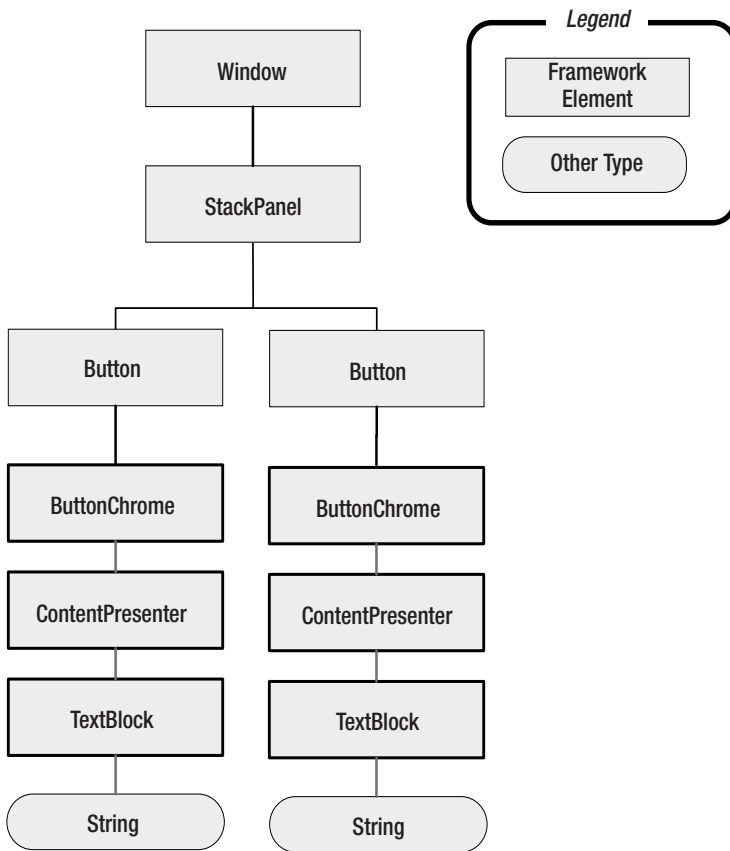 Legend
Window
Framework
Element
Other Type
StackPanel
Button
Button
ButtonChrome
ButtonChrome
ContentPresenter
ContentPresenter
TextBlock
TextBlock
String
String